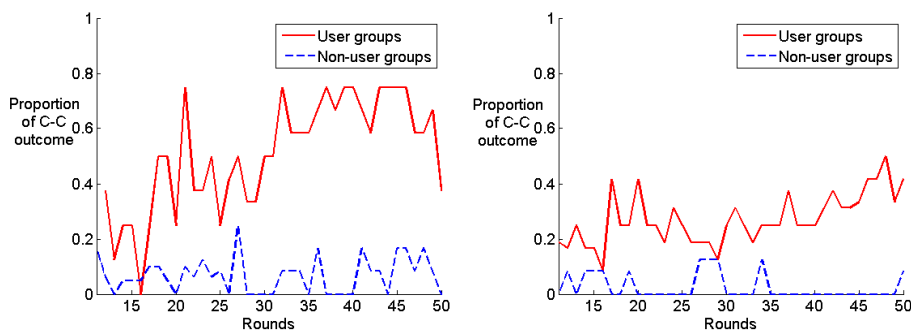 1
0.8
Proportion
of C-C
outcome
0.6
0.4
0.2
0
15
20
25
30
35
40
45
50
Rounds
User groups
Non-user groups
1
0.8
Proportion
of C-C
outcome
0.6
0.4
0.2
0
15
20
25
30
35
40
45
50
Rounds
User groups
Non-user groups